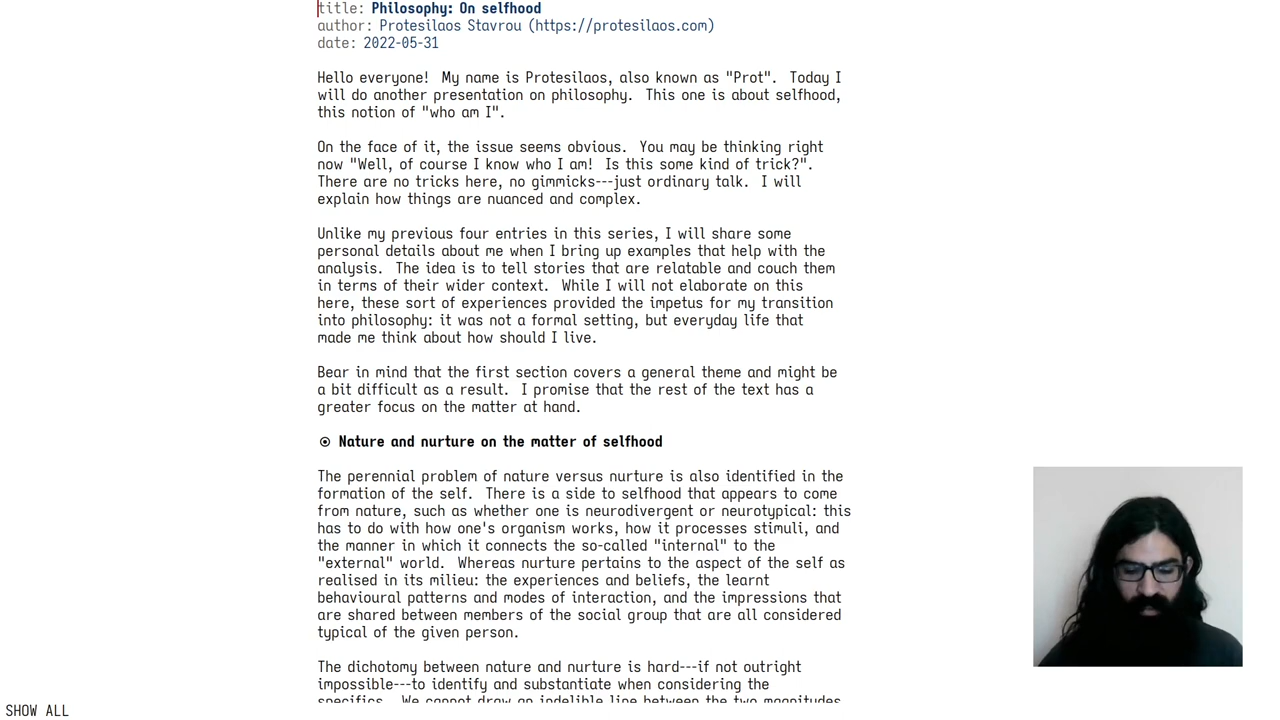 title: Philosophy: On selfhood
author: Protesilaos Stavrou (https://protesilaos.com)
date: 2022-05-31
Hello everyone!  My name is Protesilaos, also known as "Prot".  Today I
will do another presentation on philosophy.  This one is about selfhood,
this notion of "who am I".
On the face of it, the issue seems obvious.  You may be thinking right
now "Well, of course I know who I am!  Is this some kind of trick?".
There are no tricks here, no gimmicks---just ordinary talk.  I will
explain how things are nuanced and complex.
Unlike my previous four entries in this series, I will share some
personal details about me when I bring up examples that help with the
analysis.  The idea is to tell stories that are relatable and couch them
in terms of their wider context.  While I will not elaborate on this
here, these sort of experiences provided the impetus for my transition
into philosophy: it was not a formal setting, but everyday life that
made me think about how should I live.
Bear in mind that the first section covers a general theme and might be
a bit difficult as a result.  I promise that the rest of the text has a
greater focus on the matter at hand.
⦿ Nature and nurture on the matter of selfhood
The perennial problem of nature versus nurture is also identified in the
formation of the self.  There is a side to selfhood that appears to come
from nature, such as whether one is neurodivergent or neurotypical: this
has to do with how one's organism works, how it processes stimuli, and
the manner in which it connects the so-called "internal" to the
"external" world.  Whereas nurture pertains to the aspect of the self as
realised in its milieu: the experiences and beliefs, the learnt
behavioural patterns and modes of interaction, and the impressions that
are shared between members of the social group that are all considered
typical of the given person.
The dichotomy between nature and nurture is hard---if not outright
impossible---to identify and substantiate when considering the
specifics.  We cannot draw an indelible line between the two magnitudes
SHOW ALL